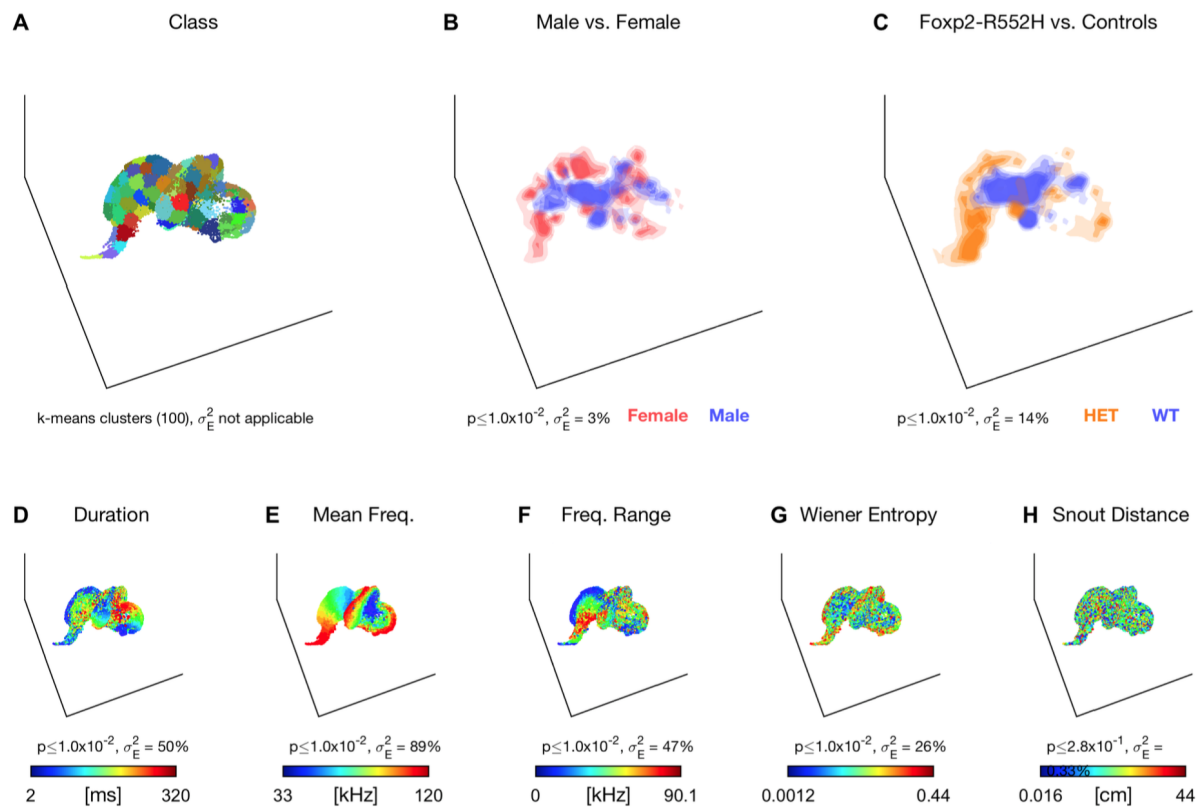 A Class
B Male vs. Female
C Foxp2-R552H vs. Controls
k-means clusters (100), σ²E not applicable
p≤1.0x10⁻², σ²E = 3% Female Male
p≤1.0x10⁻², σ²E = 14% HET WT
D Duration
E Mean Freq.
F Freq. Range
G Wiener Entropy
H Snout Distance
p≤1.0x10⁻², σ²E = 50%
2 [ms] 320
p≤1.0x10⁻², σ²E = 89%
33 [kHz] 120
p≤1.0x10⁻², σ²E = 47%
0 [kHz] 90.1
p≤1.0x10⁻², σ²E = 26%
0.0012 0.44
p≤2.8x10⁻¹, σ²E =
0.33%
0.016 [cm] 44